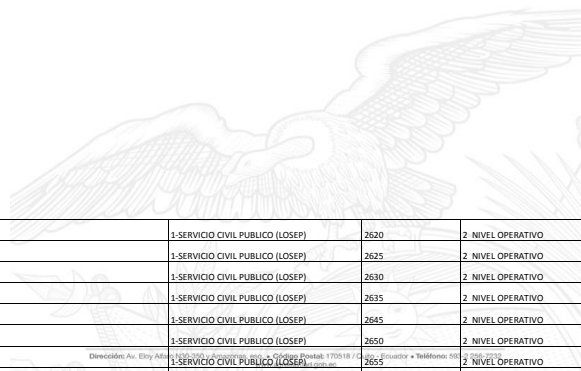 1-SERVICIO CIVIL PUBLICO (LOSEP) 2620 2 NIVEL OPERATIVO
1-SERVICIO CIVIL PUBLICO (LOSEP) 2625 2 NIVEL OPERATIVO
1-SERVICIO CIVIL PUBLICO (LOSEP) 2630 2 NIVEL OPERATIVO
1-SERVICIO CIVIL PUBLICO (LOSEP) 2635 2 NIVEL OPERATIVO
1-SERVICIO CIVIL PUBLICO (LOSEP) 2645 2 NIVEL OPERATIVO
1-SERVICIO CIVIL PUBLICO (LOSEP) 2650 2 NIVEL OPERATIVO
Dirección: Av. Eloy Alfaro N30-350 y Amazonas, esq. • Código Postal: 170518 / Quito - Ecuador • Teléfono: 593-2 256-7232
1-SERVICIO CIVIL PUBLICO (LOSEP) 2655 2 NIVEL OPERATIVO